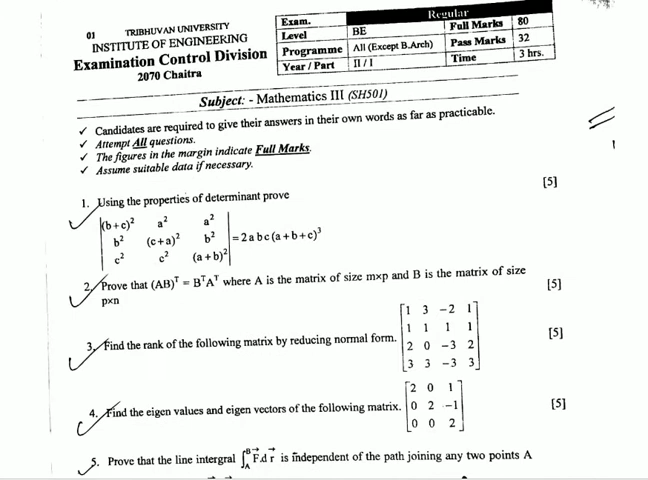 01 TRIBHUVAN UNIVERSITY
INSTITUTE OF ENGINEERING
Examination Control Division
2070 Chaitra
Exam. Regular
Level BE Full Marks 80
Programme All (Except B.Arch) Pass Marks 32
Year / Part II / I Time 3 hrs.
Subject: - Mathematics III (SH501)
✓ Candidates are required to give their answers in their own words as far as practicable.
✓ Attempt All questions.
✓ The figures in the margin indicate Full Marks.
✓ Assume suitable data if necessary.
1. Using the properties of determinant prove [5]
|(b+c)² a² a²|
|b² (c+a)² b²| = 2 a b c (a+b+c)³
|c² c² (a+b)²|
2. Prove that (AB)ᵀ = BᵀAᵀ where A is the matrix of size m×p and B is the matrix of size
p×n [5]
3. Find the rank of the following matrix by reducing normal form. [5]
[1 3 -2 1]
[1 1 1 1]
[2 0 -3 2]
[3 3 -3 3]
4. Find the eigen values and eigen vectors of the following matrix. [5]
[2 0 1]
[0 2 -1]
[0 0 2]
5. Prove that the line intergral ∫ₐᴮ F⃗.d r⃗ is independent of the path joining any two points A